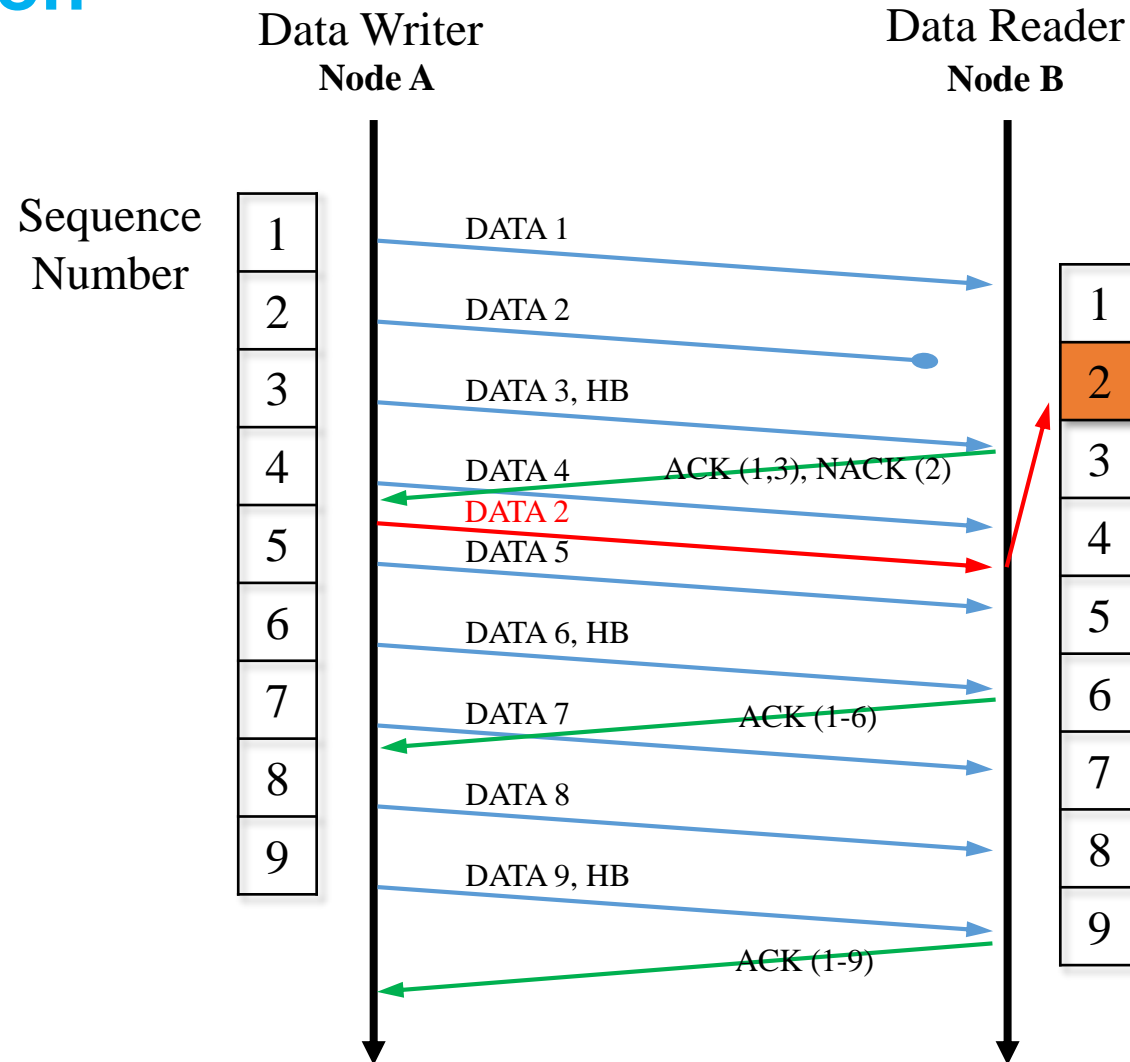 Data Writer
Node A
Data Reader
Node B
Sequence
Number
1
2
3
4
5
6
7
8
9
DATA 1
DATA 2
DATA 3, HB
ACK (1,3), NACK (2)
DATA 4
DATA 2
DATA 5
DATA 6, HB
ACK (1-6)
DATA 7
DATA 8
DATA 9, HB
ACK (1-9)
1
2
3
4
5
6
7
8
9